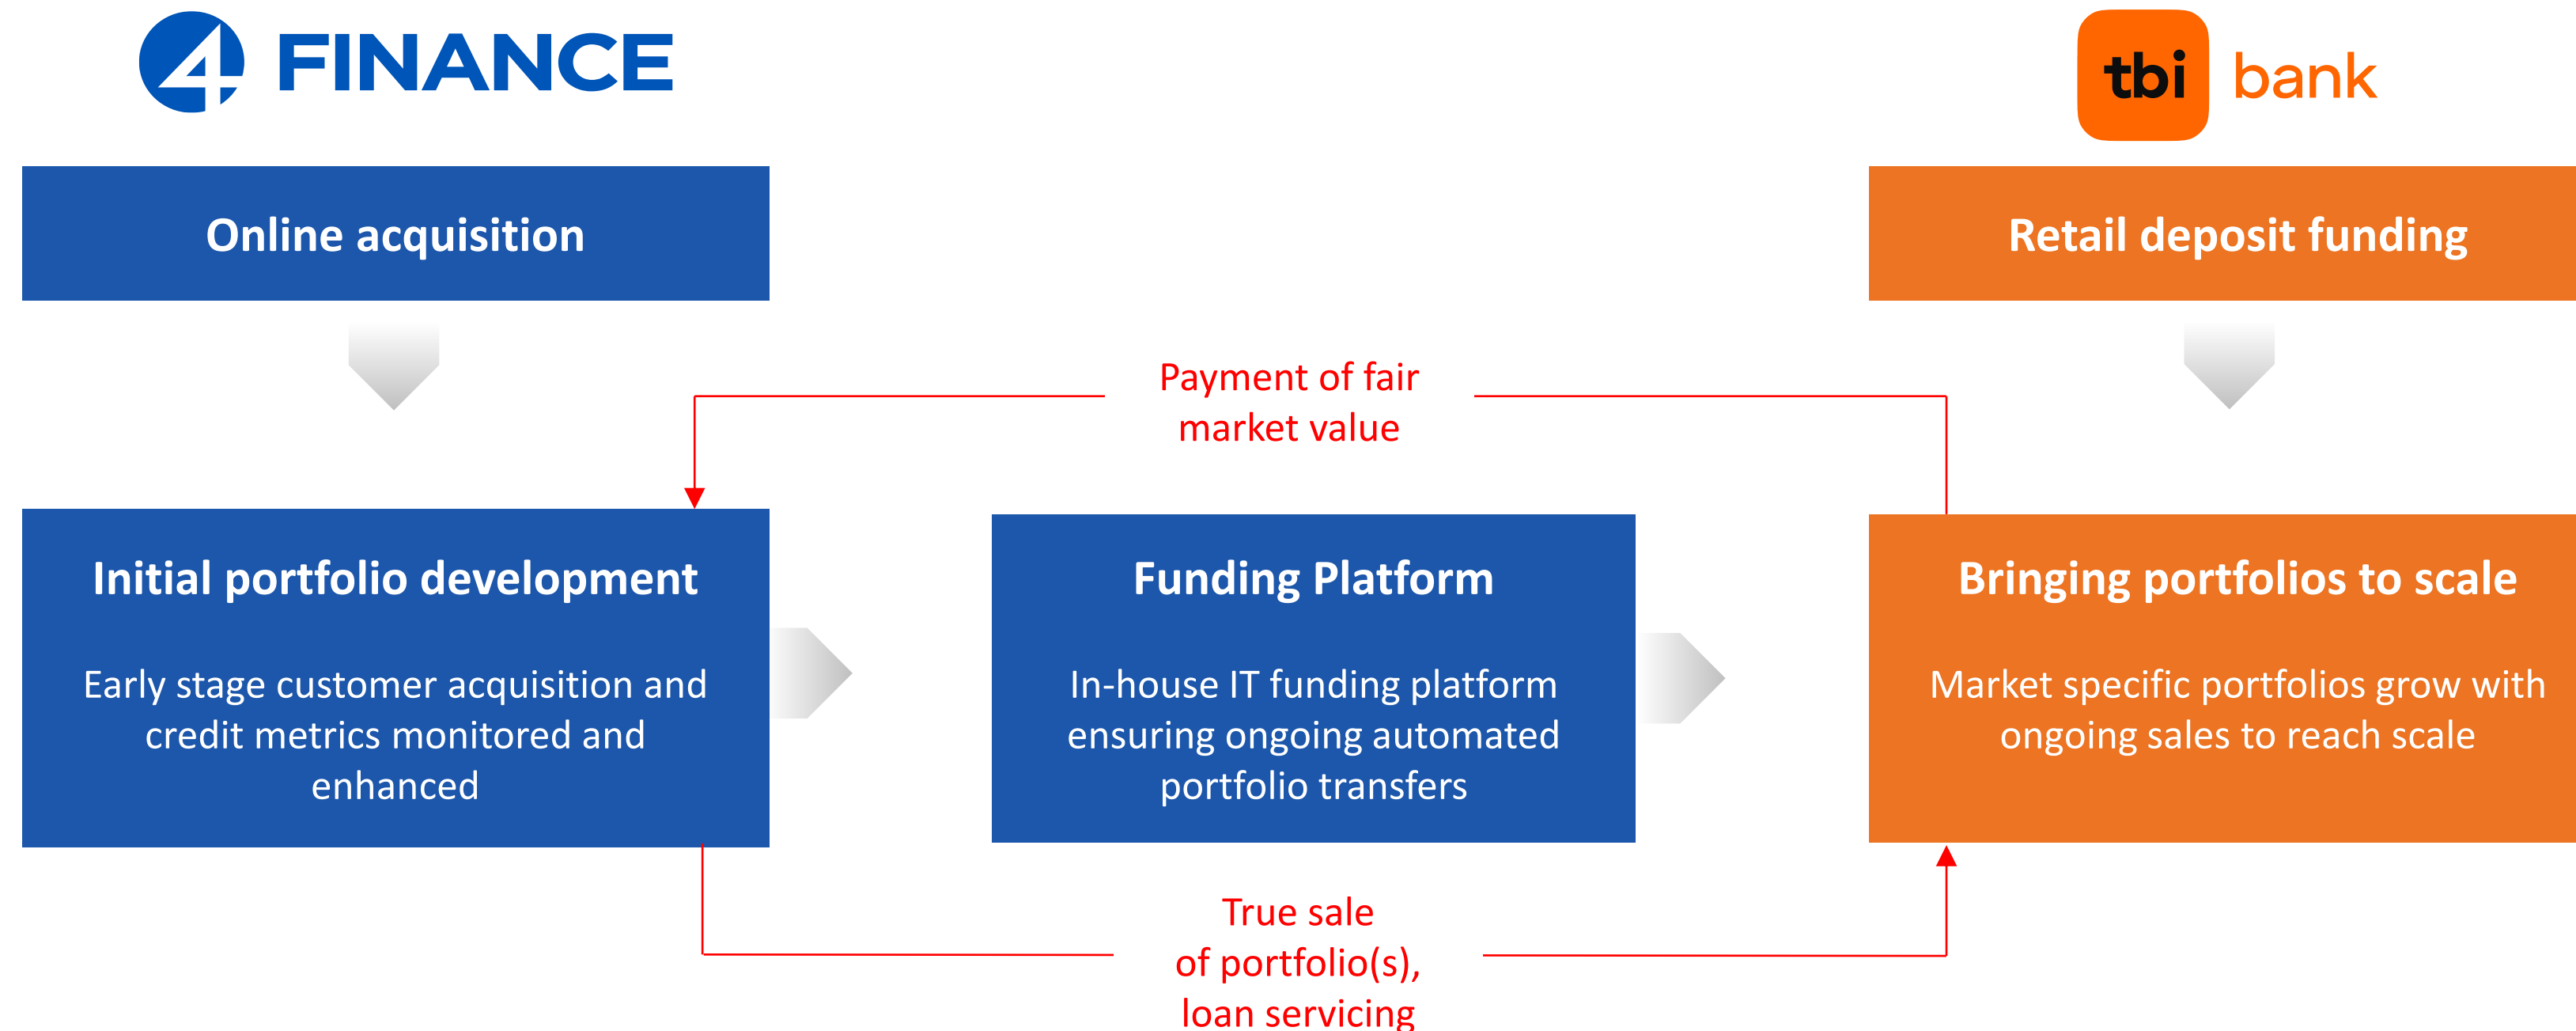 4 FINANCE
tbi bank
Online acquisition
Retail deposit funding
Payment of fair
market value
Initial portfolio development
Early stage customer acquisition and
credit metrics monitored and
enhanced
Funding Platform
In-house IT funding platform
ensuring ongoing automated
portfolio transfers
Bringing portfolios to scale
Market specific portfolios grow with
ongoing sales to reach scale
True sale
of portfolio(s),
loan servicing